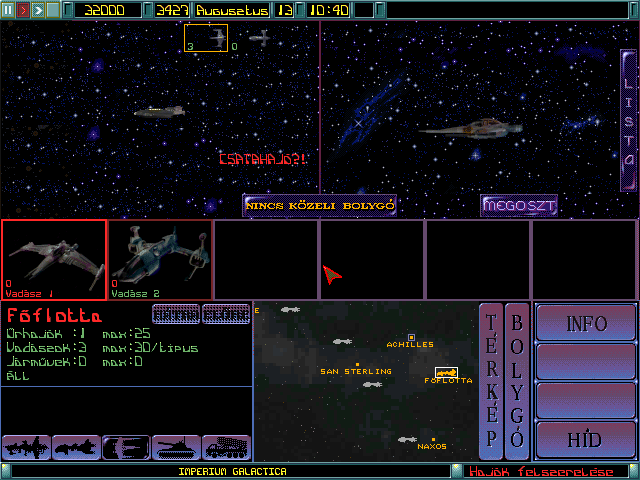 32000 3427 Augusztus 13 10:40
3 0
CSATAHAJÓ?!
LISTA
NINCS KÖZELI BOLYGÓ
MEGOSZT
0
Vadász 1
0
Vadász 2
Főflotta
Űrhajók :1 max:25
Vadászok:3 max:30/típus
Járművek:0 max:0
áll
E
ACHILLES
SAN STERLING
FŐFLOTTA
NAXOS
TÉRKÉP
BOLYGÓ
INFO
HÍD
IMPERIUM GALACTICA
Hajók felszerelése